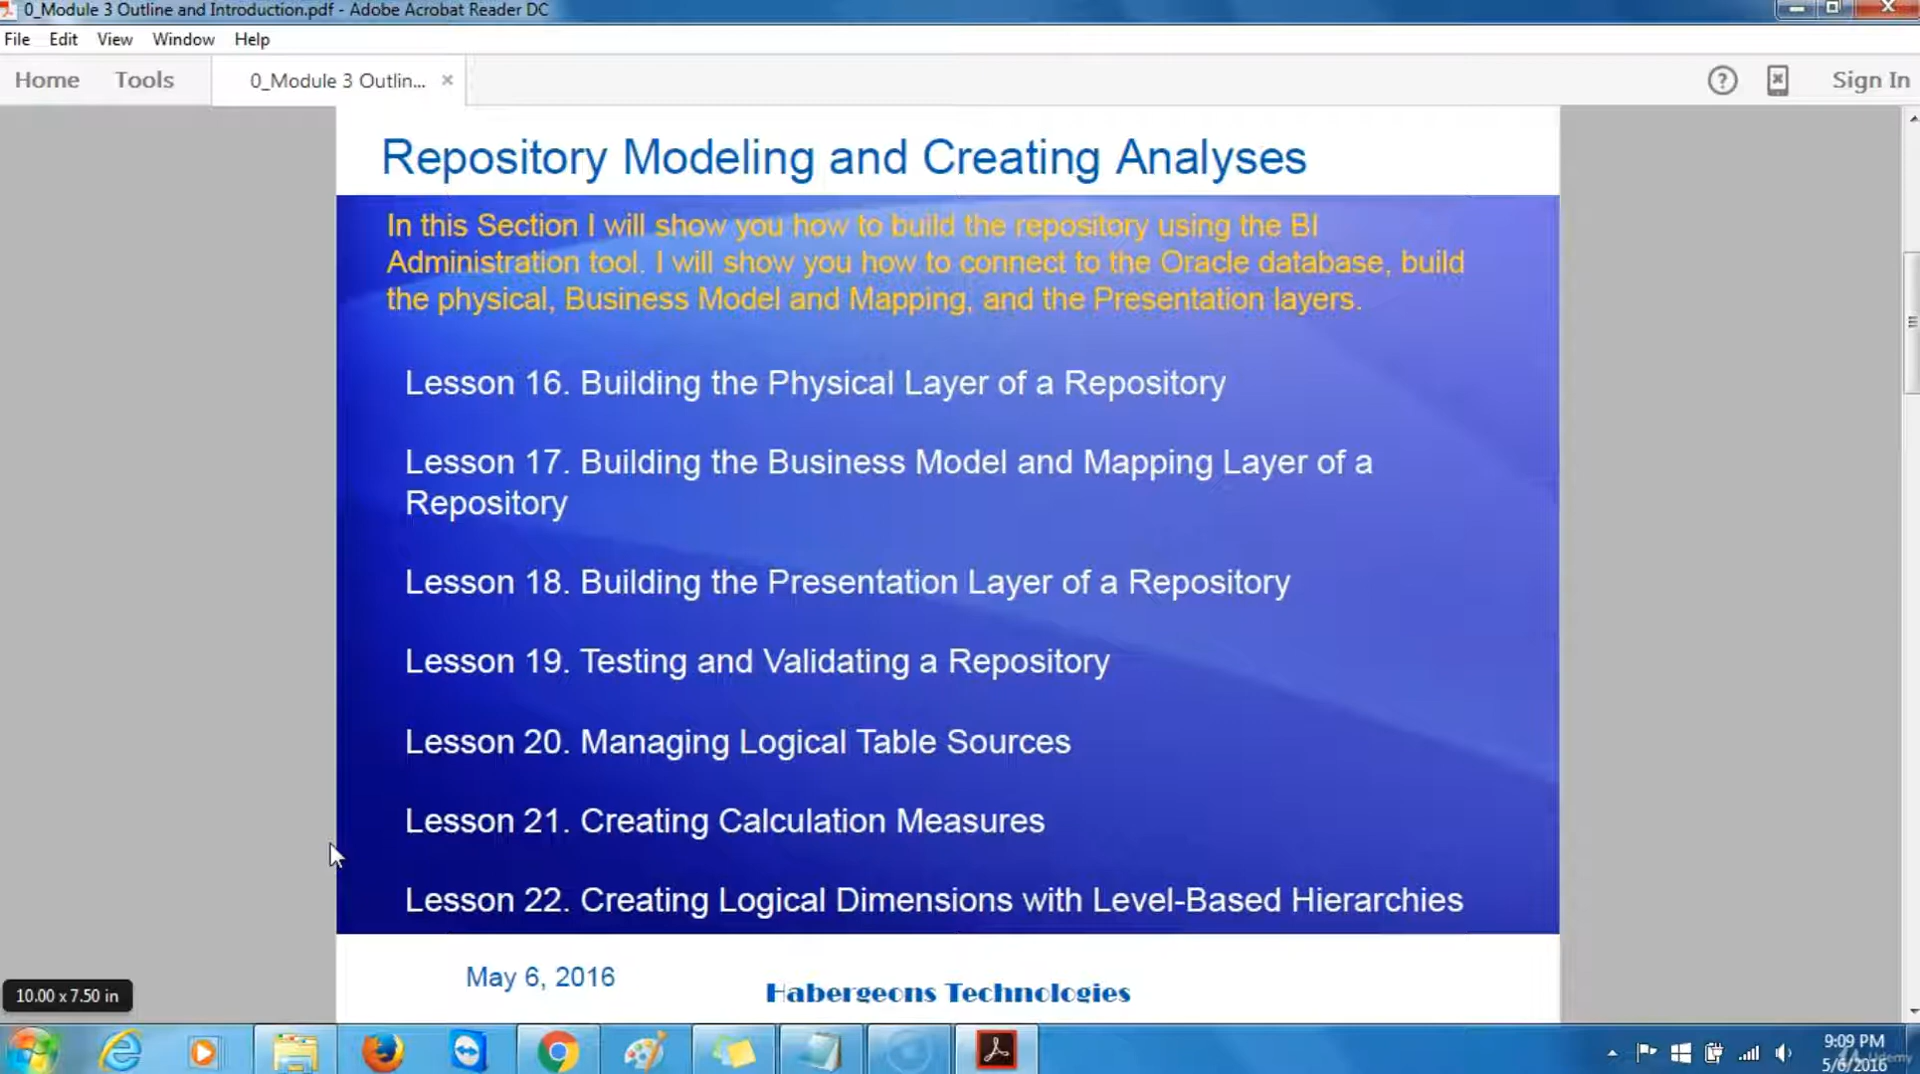 0_Module 3 Outline and Introduction.pdf - Adobe Acrobat Reader DC
File Edit View Window Help
Home Tools 0_Module 3 Outlin... × Sign In
Repository Modeling and Creating Analyses
In this Section I will show you how to build the repository using the BI
Administration tool. I will show you how to connect to the Oracle database, build
the physical, Business Model and Mapping, and the Presentation layers.
Lesson 16. Building the Physical Layer of a Repository
Lesson 17. Building the Business Model and Mapping Layer of a
Repository
Lesson 18. Building the Presentation Layer of a Repository
Lesson 19. Testing and Validating a Repository
Lesson 20. Managing Logical Table Sources
Lesson 21. Creating Calculation Measures
Lesson 22. Creating Logical Dimensions with Level-Based Hierarchies
May 6, 2016
Habergeons Technologies
10.00 x 7.50 in
9:09 PM
5/6/2016
Udemy